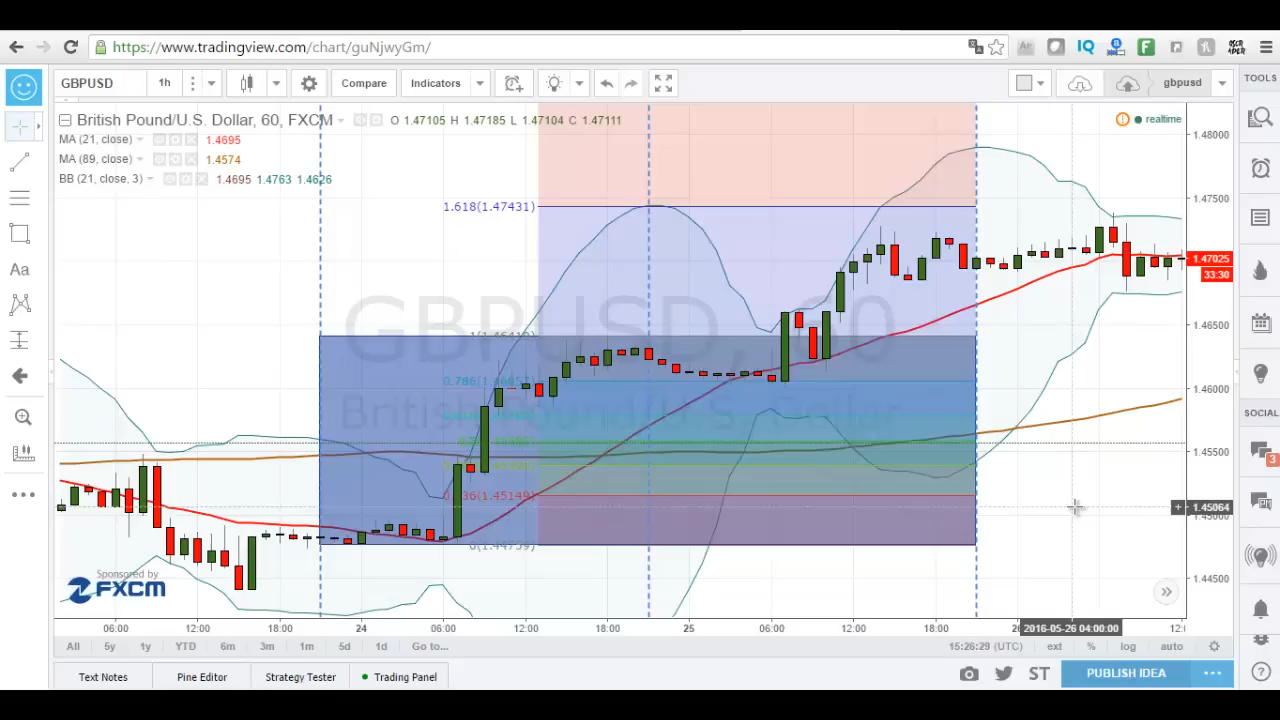 https://www.tradingview.com/chart/guNjwyGm/
GBPUSD 1h Compare Indicators gbpusd TOOLS
British Pound/U.S. Dollar, 60, FXCM O 1.47105 H 1.47185 L 1.47104 C 1.47111 realtime
MA (21, close) 1.4695
MA (89, close) 1.4574
BB (21, close, 3) 1.4695 1.4763 1.4626
1.48000
1.47500
1.618(1.47431)
1.47025
33:30
1.46500
GBPUSD, 60
1.46000
British Pound/U.S. Dollar
SOCIAL
1.45500
3
0.236(1.45149)
1.45064
1.45000
0(1.44739)
1.44500
Sponsored by
FXCM
06:00 12:00 18:00 24 06:00 12:00 18:00 25 06:00 12:00 18:00 2016-05-26 04:00:00
All 5y 1y YTD 6m 3m 1m 5d 1d Go to... 15:26:29 (UTC) ext % log auto
Text Notes Pine Editor Strategy Tester Trading Panel ST PUBLISH IDEA